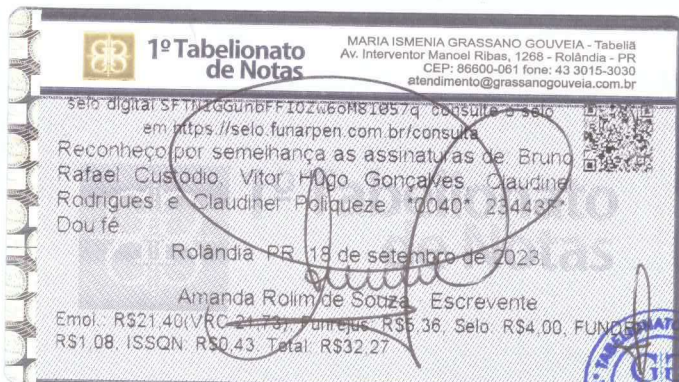 1º Tabelionato
de Notas
MARIA ISMENIA GRASSANO GOUVEIA - Tabeliã
Av. Interventor Manoel Ribas, 1268 - Rolândia - PR
CEP: 86600-061 fone: 43 3015-3030
atendimento@grassanogouveia.com.br
selo digital consulte o selo
em https://selo.funarpen.com.br/consulta
Reconheço por semelhança as assinaturas de: Bruno
Rafael Custodio, Vitor Hugo Gonçalves, Claudinei
Rodrigues e Claudinei Poliqueze. *0040*
Dou fé.
Rolândia-PR, 18 de setembro de 2023
Amanda Rolim de Souza, Escrevente
Emol.: R$21,40(VRC 21,73), Funrejus: R$5,36, Selo: R$4,00,
R$1,08, ISSQN: R$0,43, Total: R$32,27